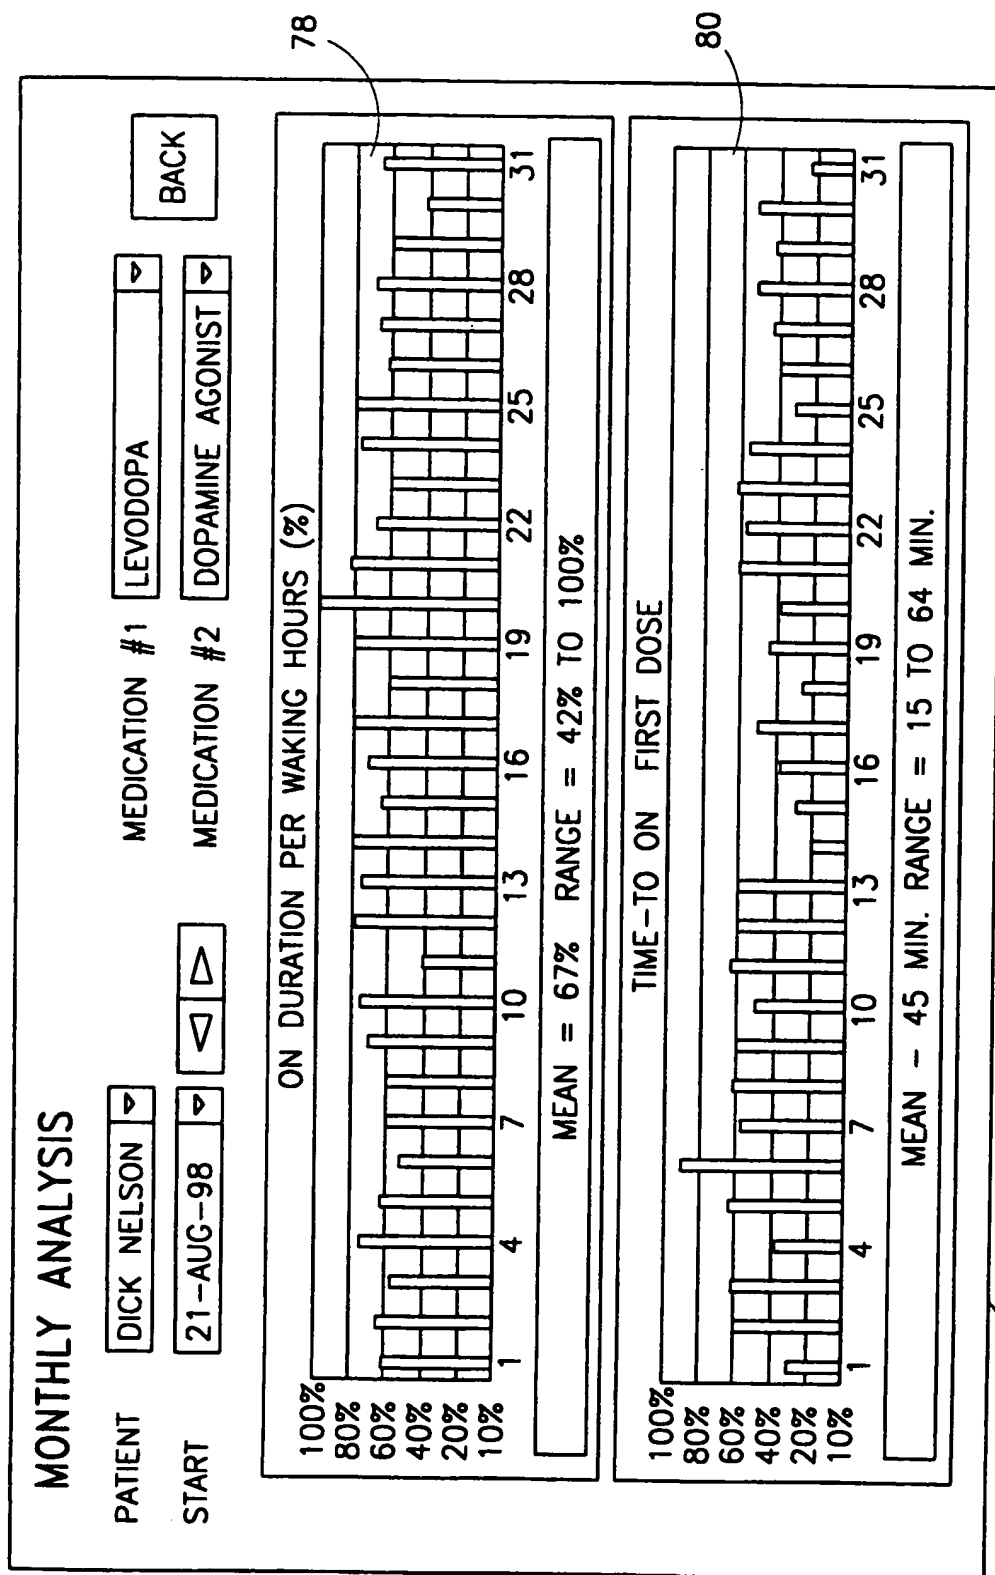 MONTHLY ANALYSIS
PATIENT DICK NELSON MEDICATION #1 LEVODOPA BACK
START 21-AUG-98 MEDICATION #2 DOPAMINE AGONIST
ON DURATION PER WAKING HOURS (%)
100%
80%
60%
40%
20%
10%
1 4 7 10 13 16 19 22 25 28 31
MEAN = 67% RANGE = 42% TO 100%
78
TIME-TO ON FIRST DOSE
100%
80%
60%
40%
20%
10%
1 4 7 10 13 16 19 22 25 28 31
MEAN - 45 MIN. RANGE = 15 TO 64 MIN.
80